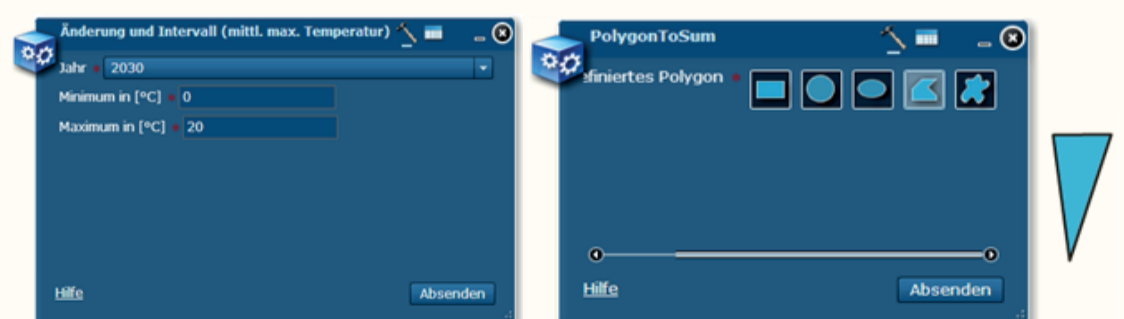 Änderung und Intervall (mittl. max. Temperatur)
Jahr * 2030
Minimum in [°C] * 0
Maximum in [°C] * 20
Hilfe
Absenden
PolygonToSum
efiniertes Polygon *
Hilfe
Absenden